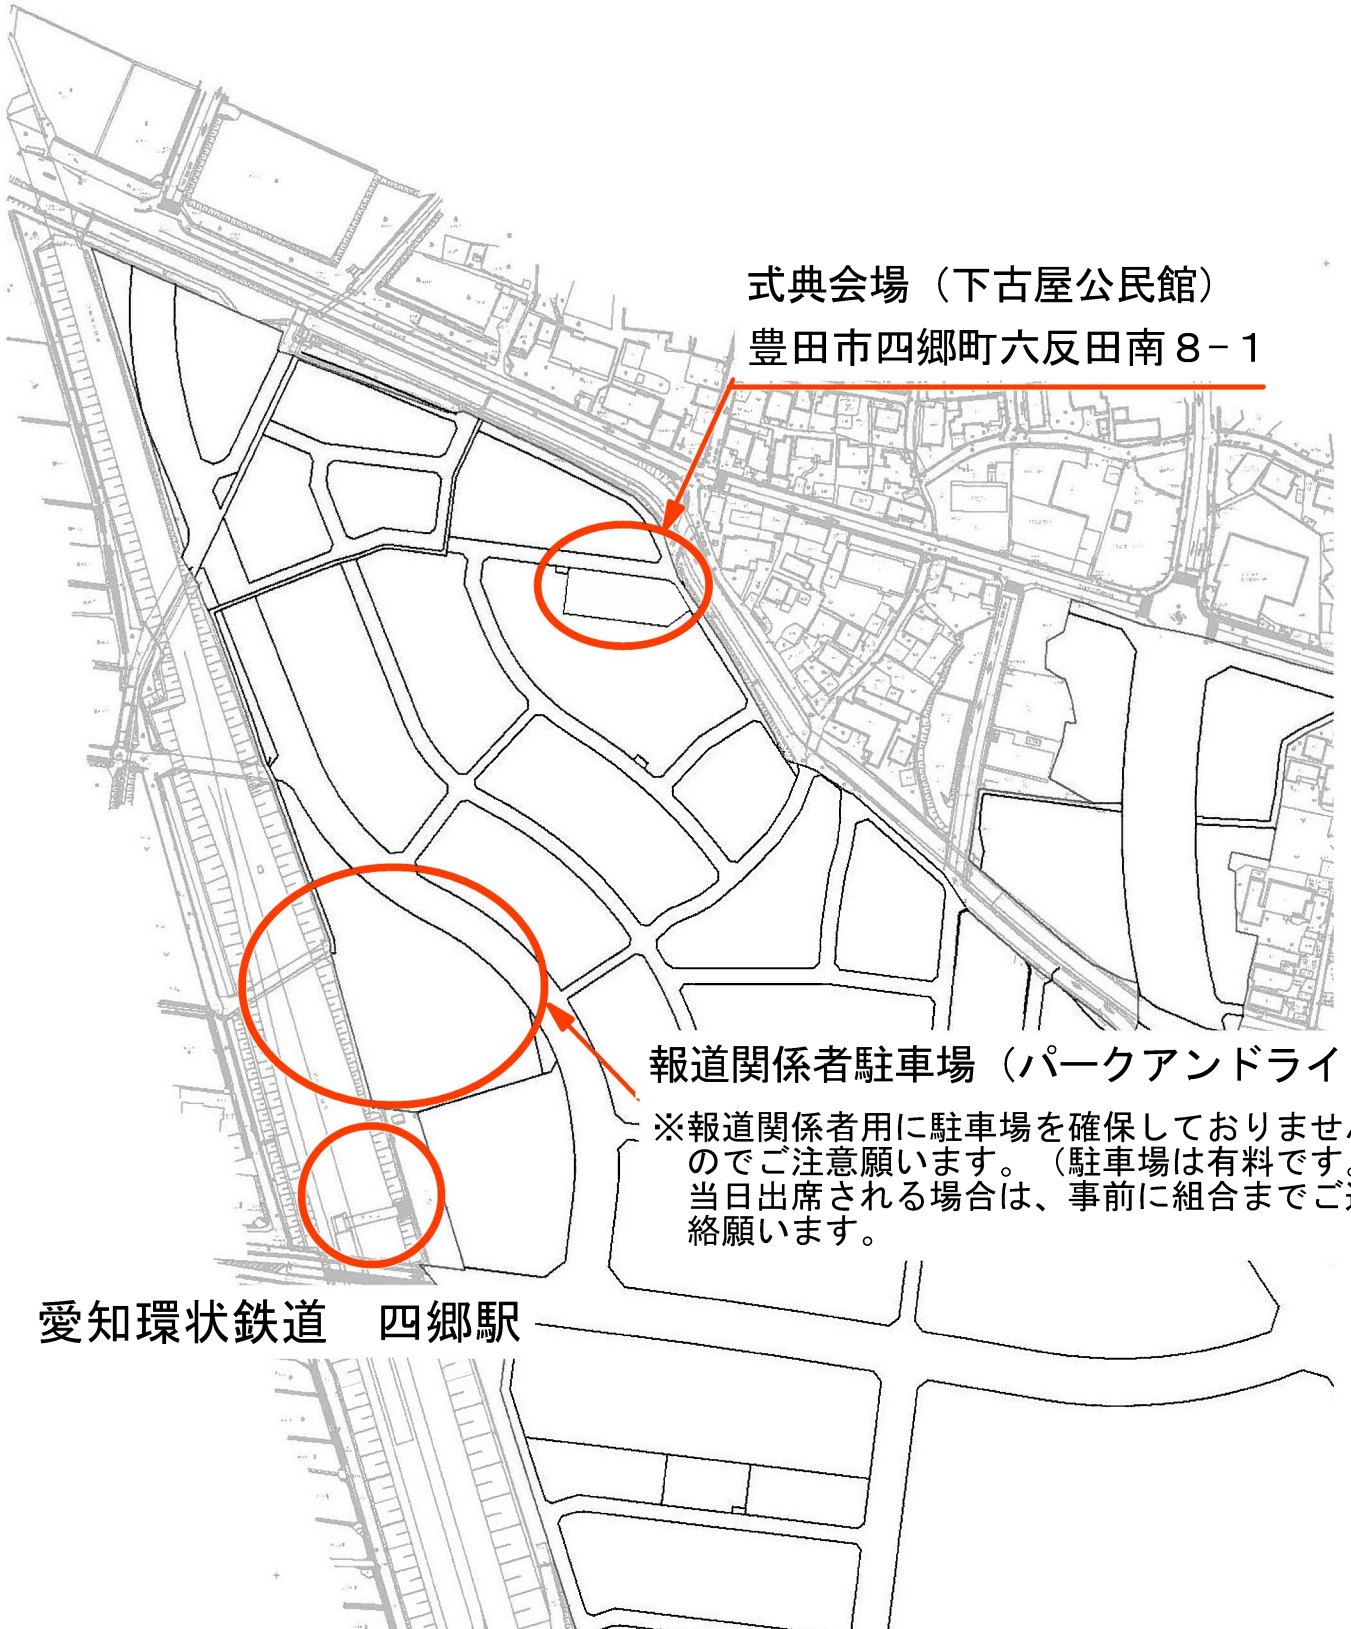 式典会場（下古屋公民館）
豊田市四郷町六反田南８−１
報道関係者駐車場（パークアンドライ
※報道関係者用に駐車場を確保しておりません
のでご注意願います。（駐車場は有料です。
当日出席される場合は、事前に組合までご連
絡願います。
愛知環状鉄道　四郷駅